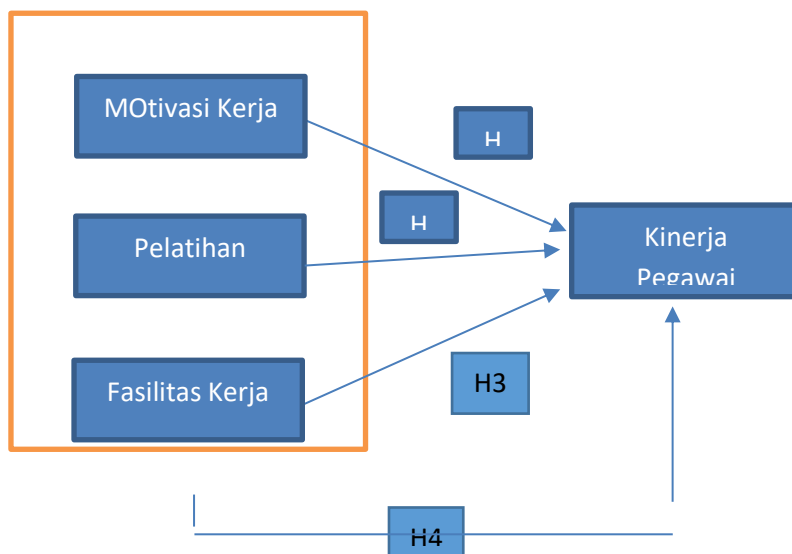 MOtivasi Kerja
H
H
Pelatihan
Kinerja
Pegawai
Fasilitas Kerja
H3
H4